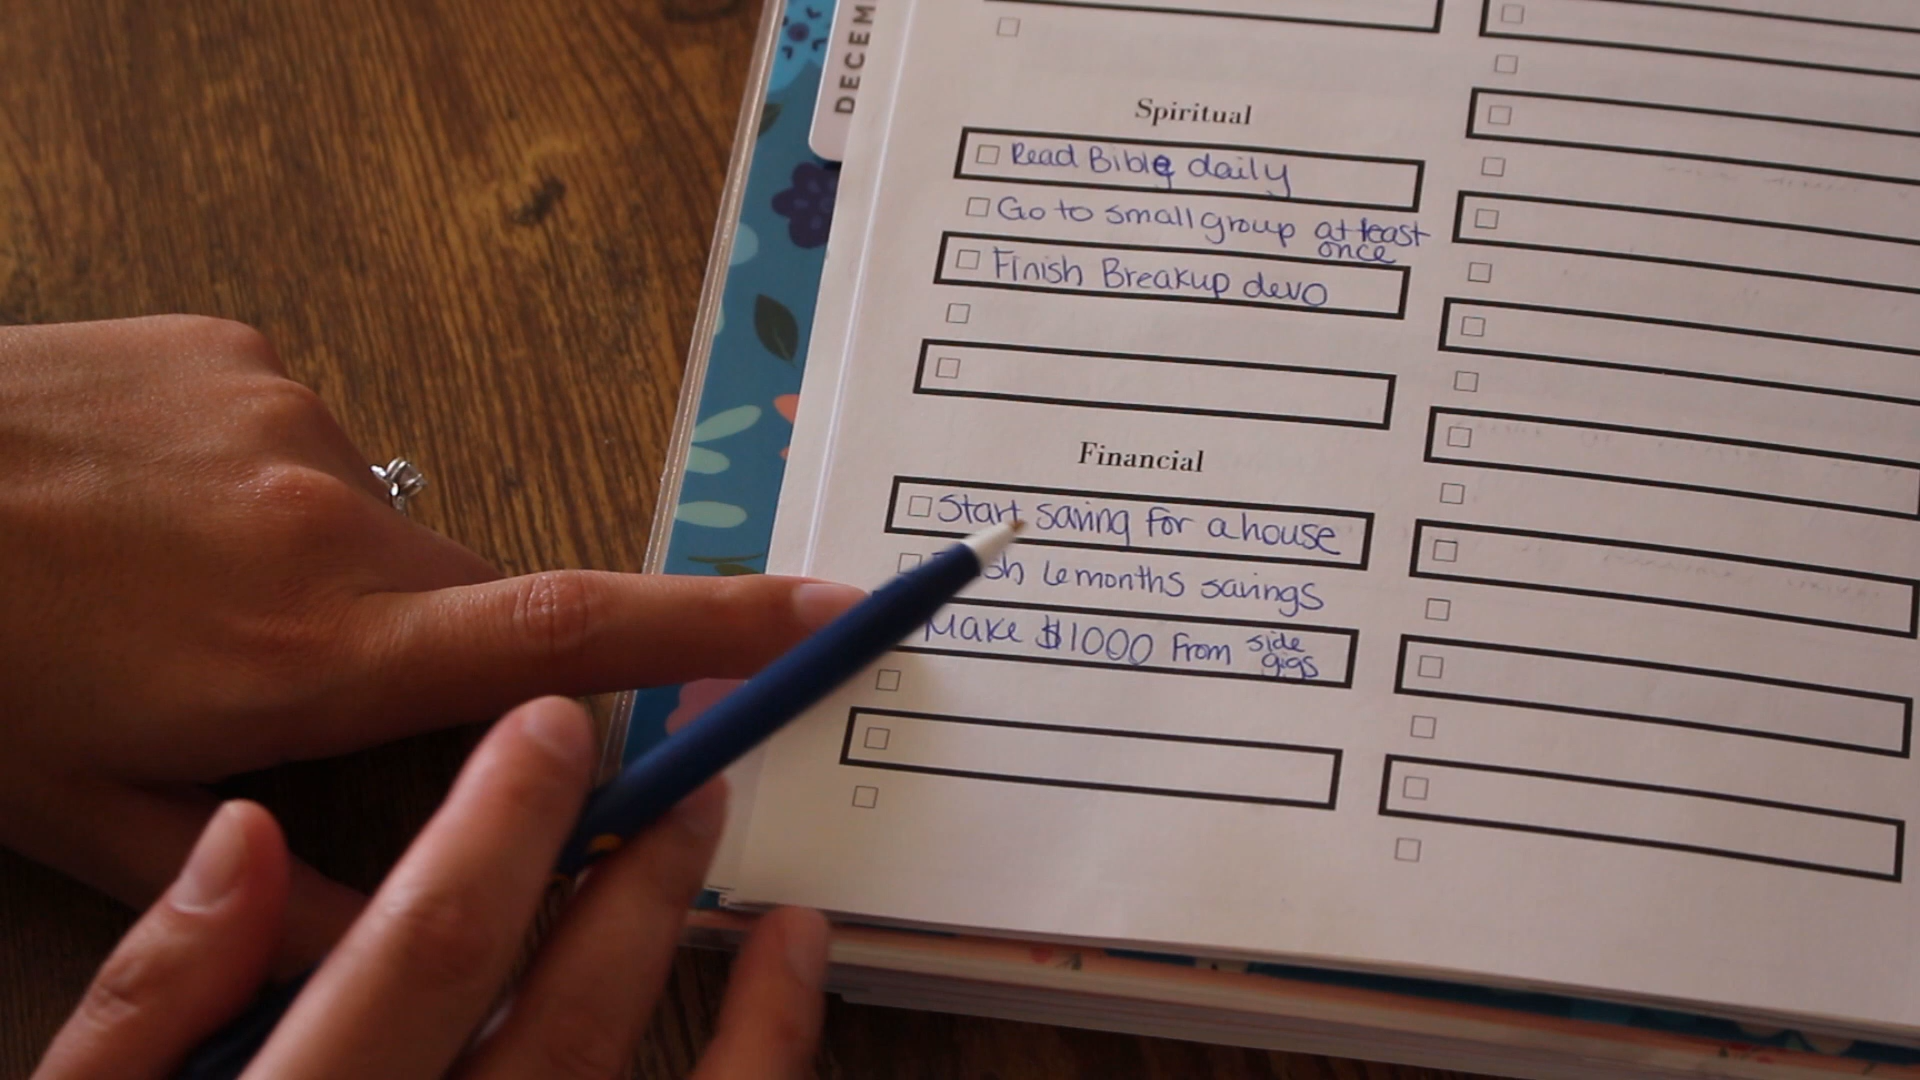 DECEM
Spiritual
Read Bible daily
Go to small group at least
once
Finish Breakup devo
Financial
Start saving for a house
sh 6 months savings
Make $1000 From side
gigs